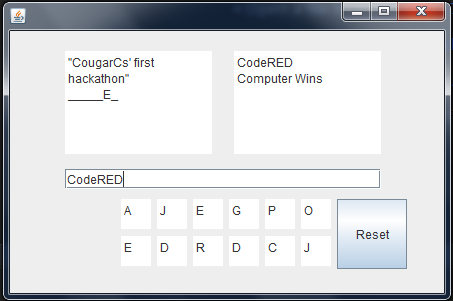 "CougarCs' first
hackathon"
_____E_
CodeRED
Computer Wins
CodeRED
A J E G P O
E D R D C J
Reset